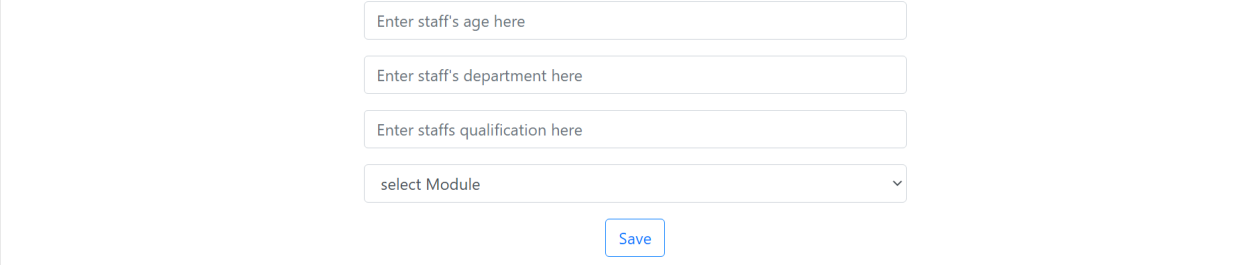 Enter staff's age here
Enter staff's department here
Enter staffs qualification here
select Module
Save